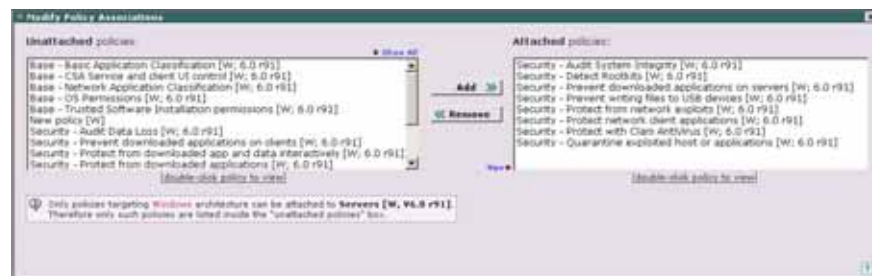 Modify Policy Associations
Unattached policies:
Show All
Base - Basic Application Classification [W, 6.0 r91]
Base - CSA Service and client UI control [W, 6.0 r91]
Base - Network Application Classification [W, 6.0 r91]
Base - OS Permissions [W, 6.0 r91]
Base - Trusted Software Installation permissions [W, 6.0 r91]
New policy [W]
Security - Audit Data Loss [W, 6.0 r91]
Security - Prevent downloaded applications on clients [W, 6.0 r91]
Security - Protect from downloaded app and data interactively [W, 6.0 r91]
Security - Protect from downloaded applications [W, 6.0 r91]
[double-click policy to view]
Add
Remove
Attached policies:
Security - Audit System Integrity [W, 6.0 r91]
Security - Detect Rootkits [W, 6.0 r91]
Security - Prevent downloaded applications on servers [W, 6.0 r91]
Security - Prevent writing files to USB devices [W, 6.0 r91]
Security - Protect from network exploits [W, 6.0 r91]
Security - Protect network client applications [W, 6.0 r91]
Security - Protect with Clam AntiVirus [W, 6.0 r91]
Security - Quarantine exploited host or applications [W, 6.0 r91]
[double-click policy to view]
Only policies targeting Windows architecture can be attached to Servers [W, V6.0 r91].
Therefore only such policies are listed inside the "unattached policies" box.